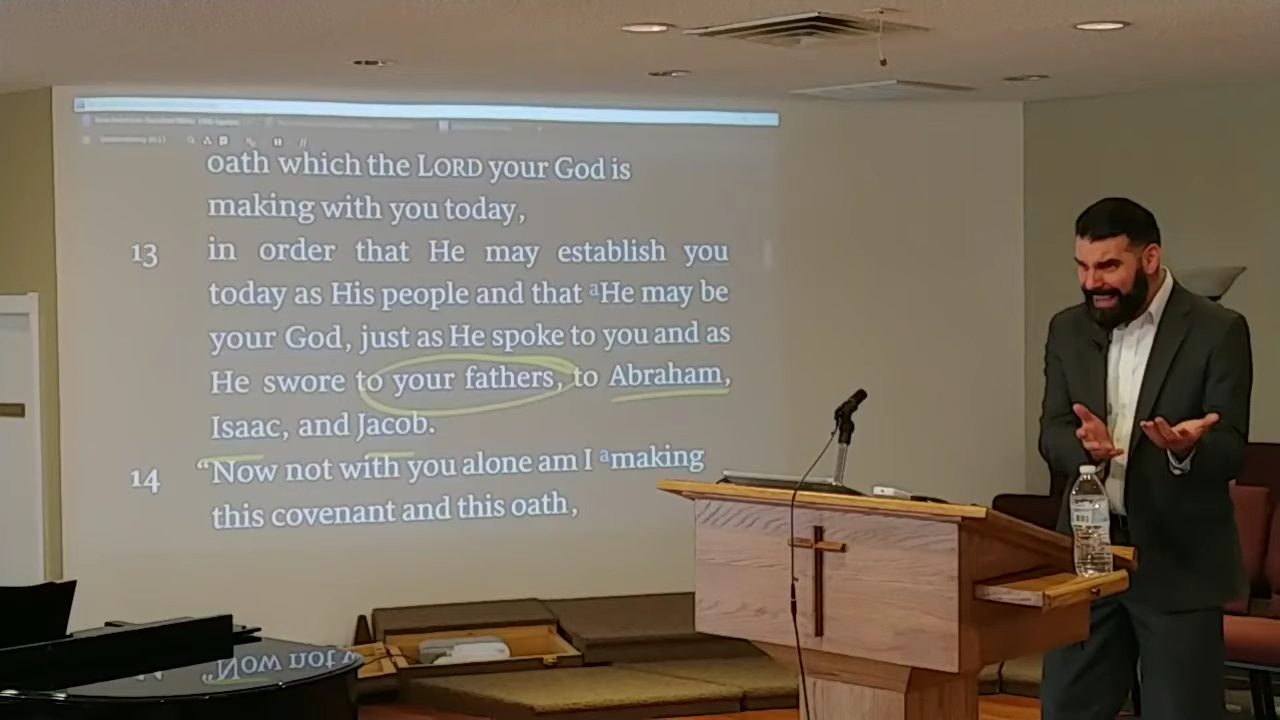 oath which the LORD your God is
making with you today,
13 in order that He may establish you
today as His people and that ᵃHe may be
your God, just as He spoke to you and as
He swore to your fathers, to Abraham,
Isaac, and Jacob.
14 “Now not with you alone am I ᵃmaking
this covenant and this oath,
“Now not w